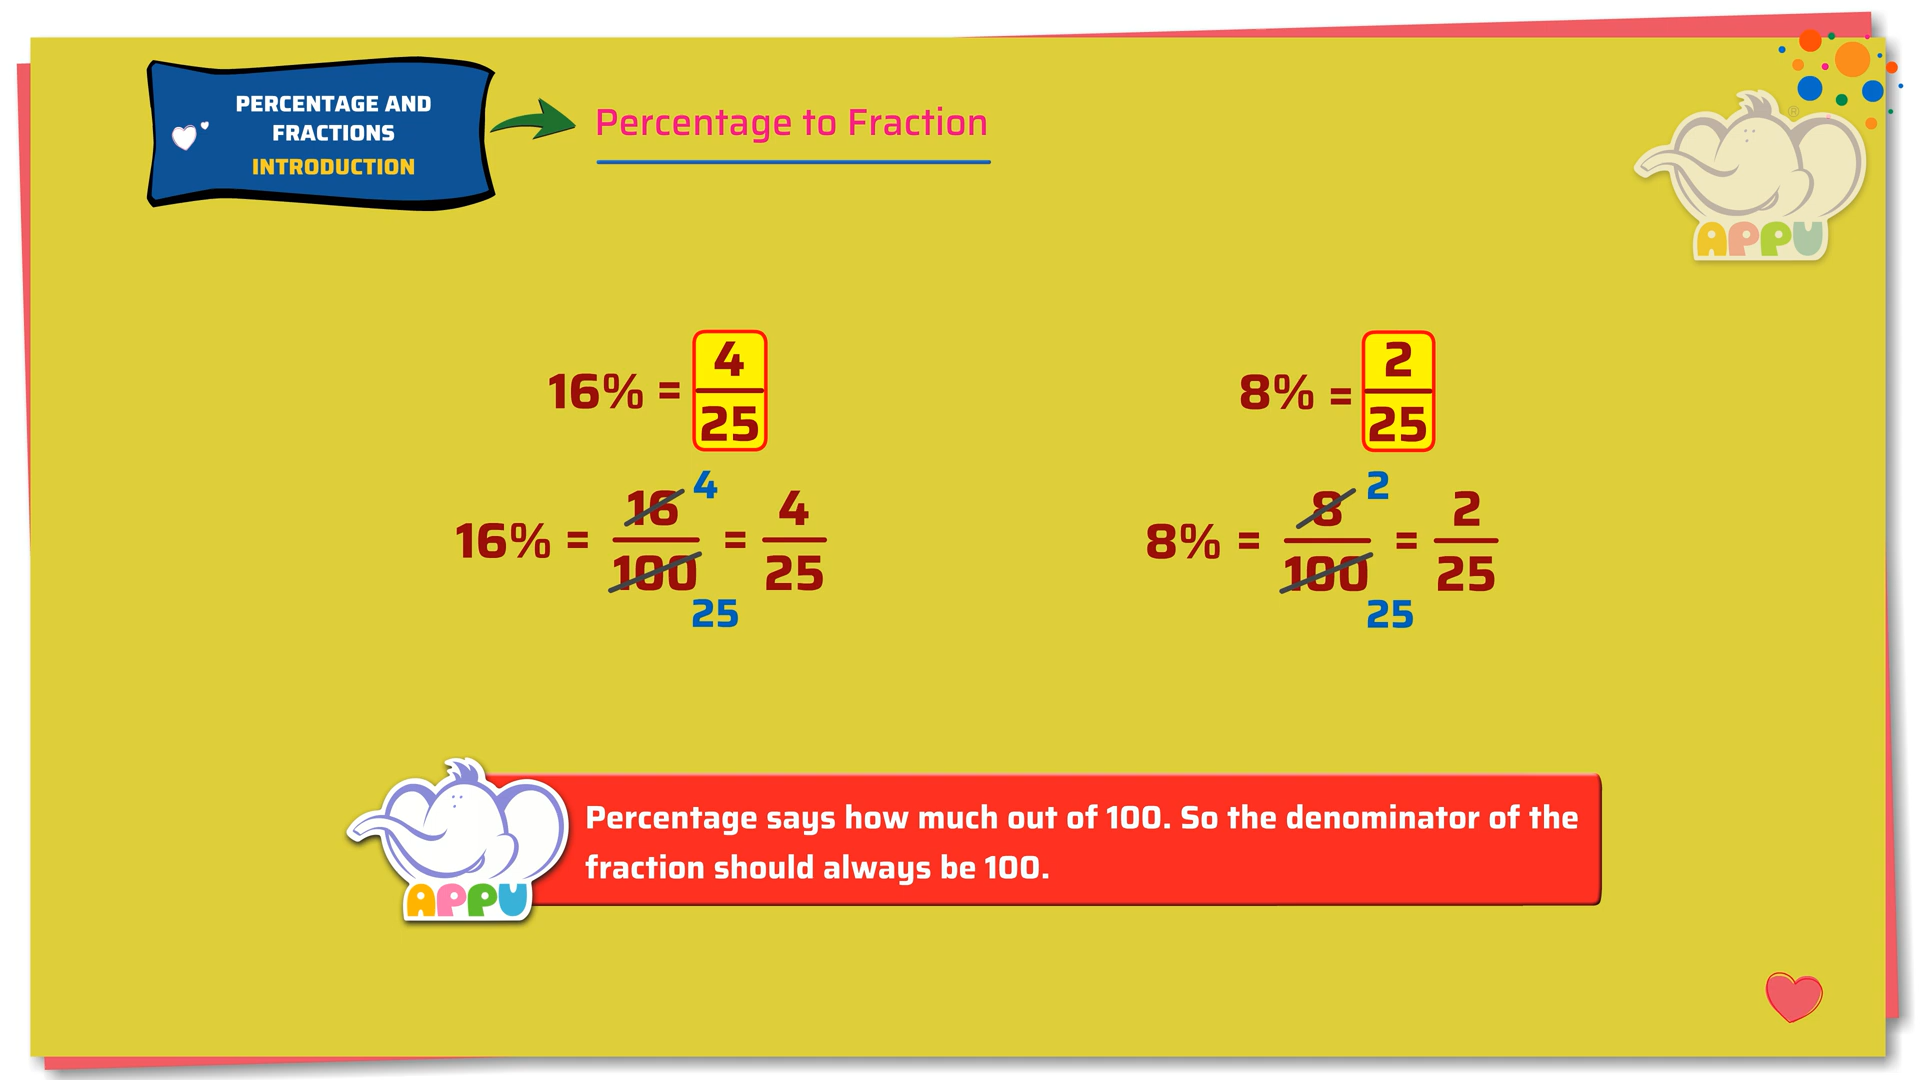 PERCENTAGE AND
FRACTIONS
INTRODUCTION
Percentage to Fraction
®
APPU
16% = 4/25
8% = 2/25
16% = 16/100 = 4/25
4
25
8% = 8/100 = 2/25
2
25
Percentage says how much out of 100. So the denominator of the
fraction should always be 100.
APPU